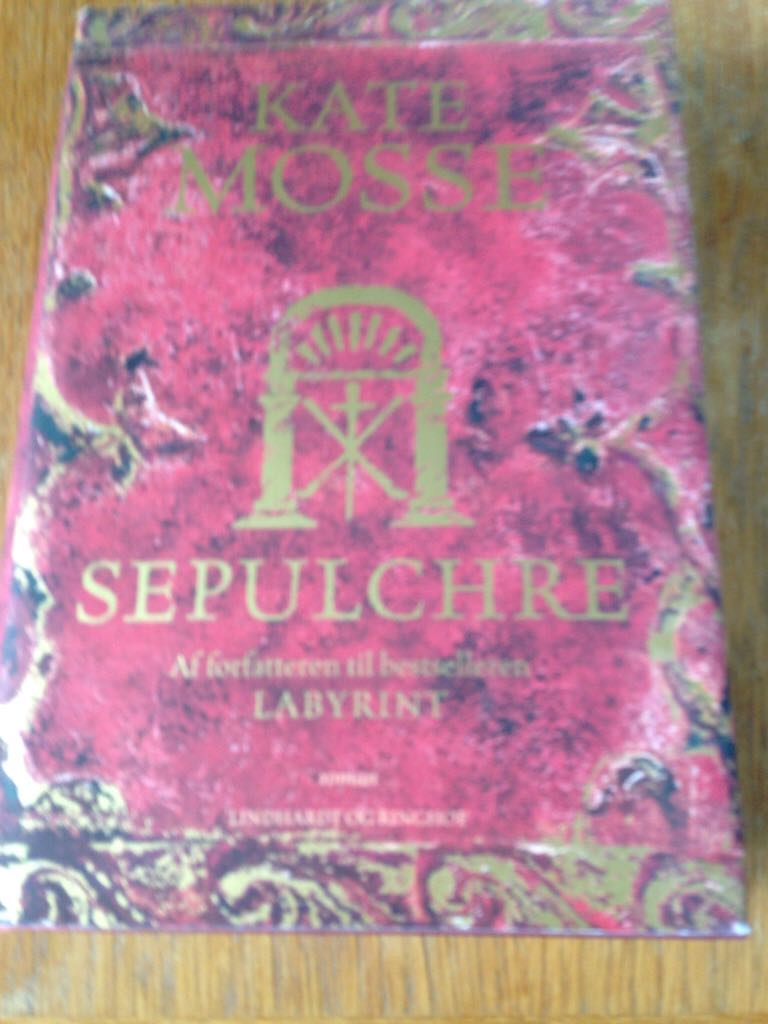 KATE
MOSSE
SEPULCHRE
Af forfatteren til bestselleren
LABYRINT
roman
LINDHARDT OG RINGHOF